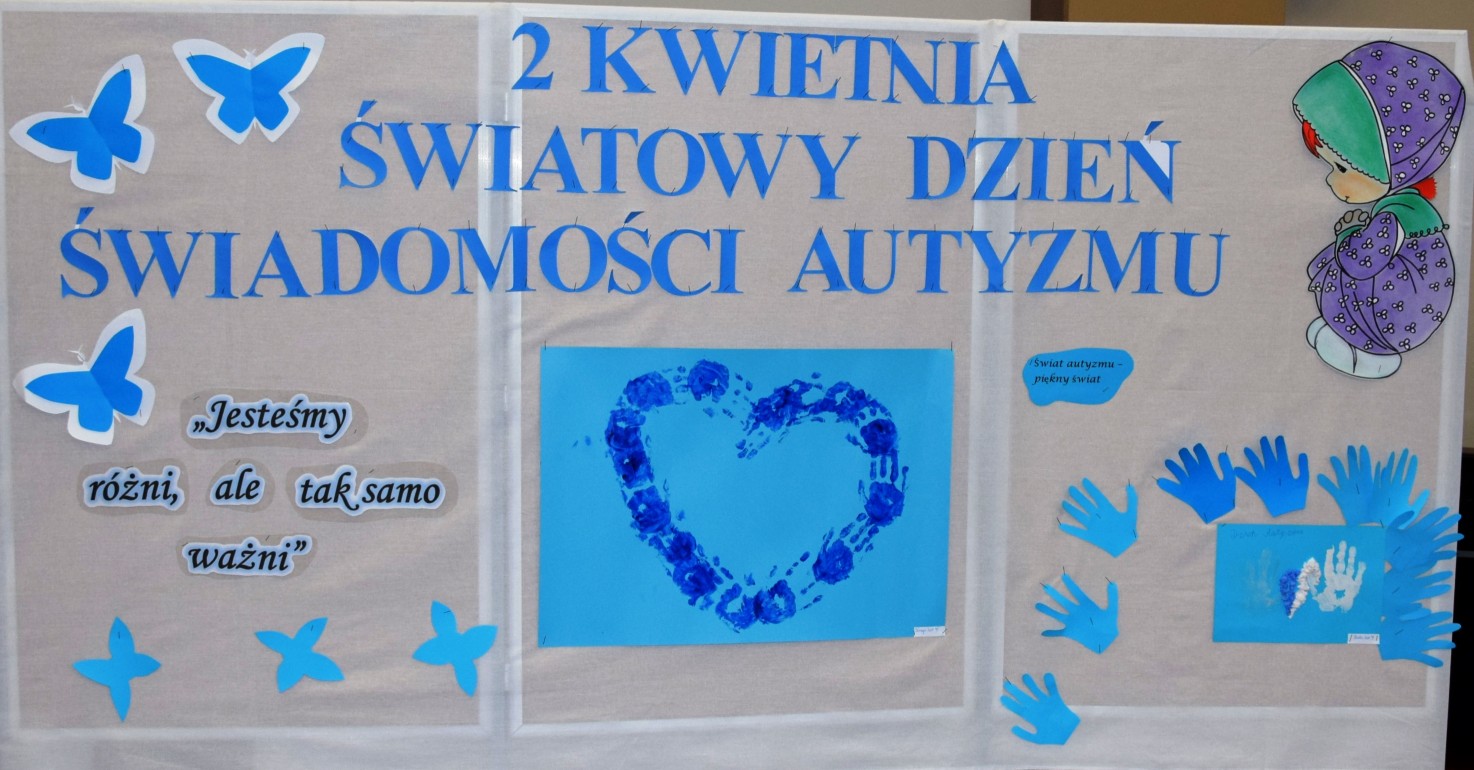 2 KWIETNIA
ŚWIATOWY DZIEŃ
ŚWIADOMOŚCI AUTYZMU
„Jesteśmy
różni, ale tak samo
ważni”
Świat autyzmu -
piękny świat